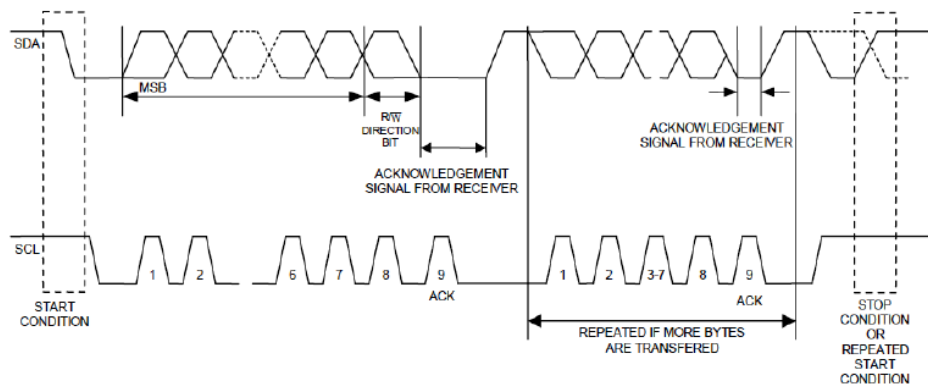 SDA
MSB
R/W
DIRECTION
BIT
ACKNOWLEDGEMENT
SIGNAL FROM RECEIVER
ACKNOWLEDGEMENT
SIGNAL FROM RECEIVER
SCL
1
2
6
7
8
9
1
2
3-7
8
9
ACK
ACK
START
CONDITION
REPEATED IF MORE BYTES
ARE TRANSFERED
STOP
CONDITION
OR
REPEATED
START
CONDITION